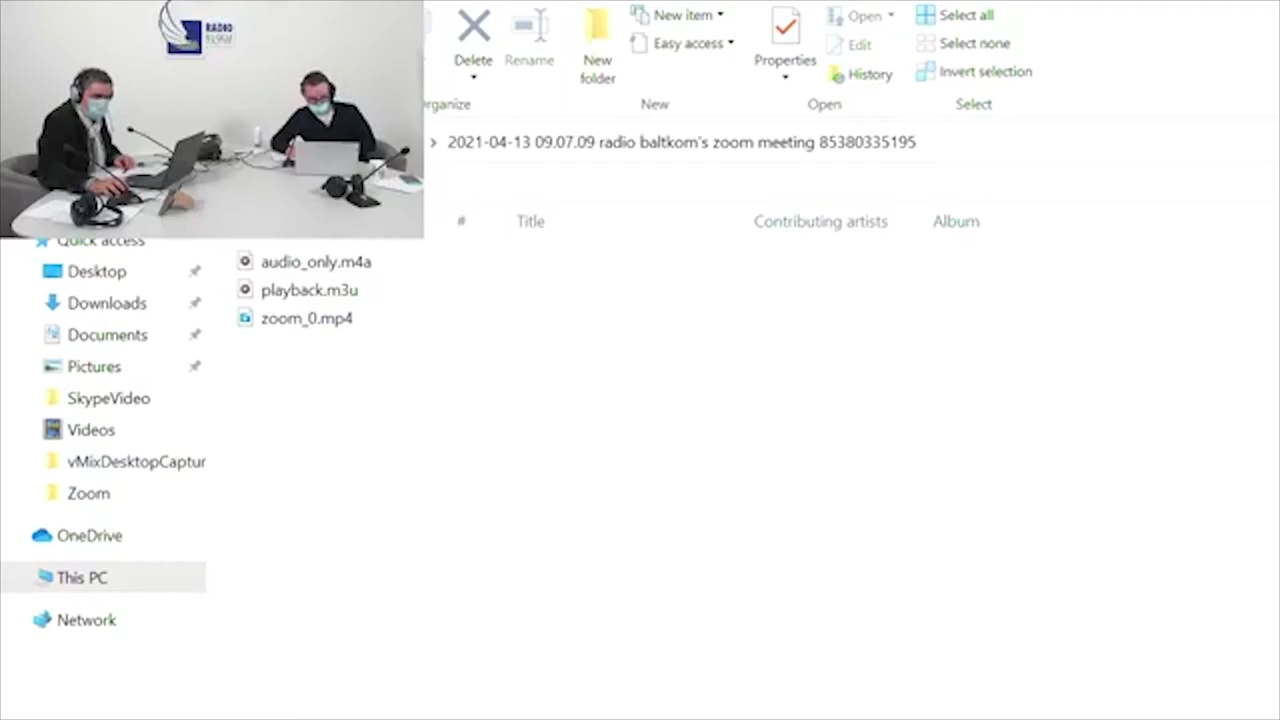 RADIO
Delete
Rename
New
folder
New item
Easy access
Properties
Open
Edit
History
Select all
Select none
Invert selection
rganize
New
Open
Select
2021-04-13 09.07.09 radio baltkom's zoom meeting 85380335195
#
Title
Contributing artists
Album
Quick access
Desktop
Downloads
Documents
Pictures
SkypeVideo
Videos
vMixDesktopCaptur
Zoom
OneDrive
This PC
Network
audio_only.m4a
playback.m3u
zoom_0.mp4